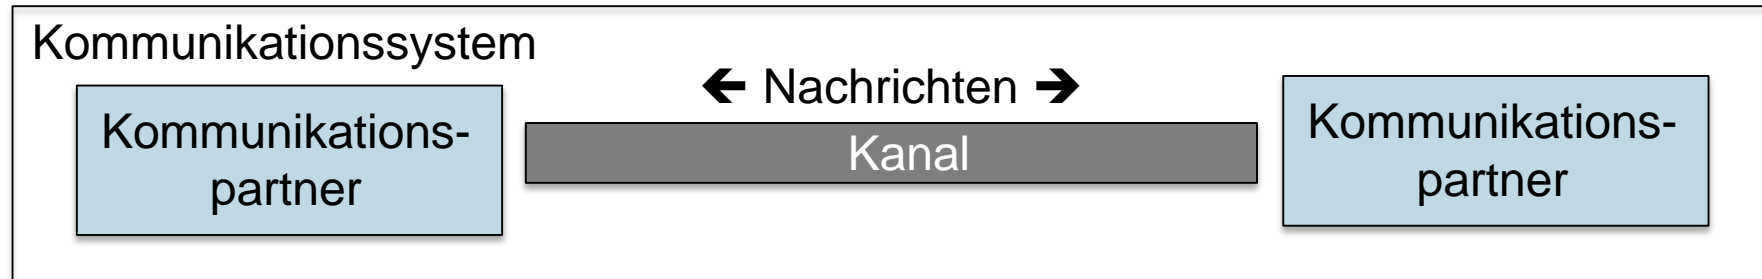 Kommunikationssystem
🡸 Nachrichten 🡺
Kommunikations-
partner
Kanal
Kommunikations-
partner